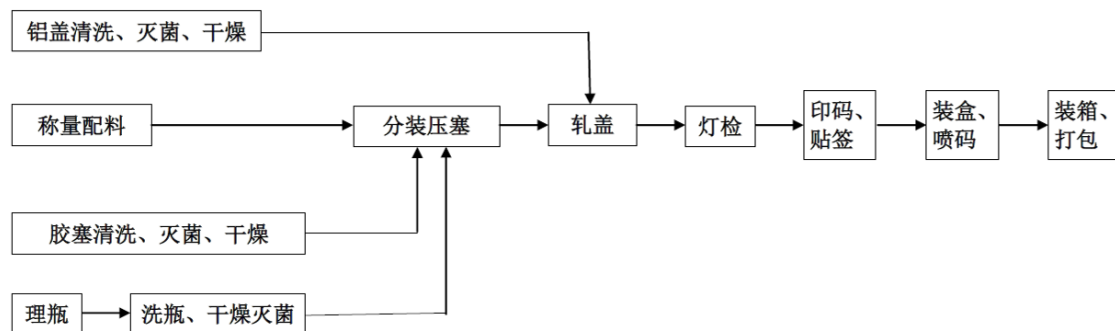 铝盖清洗、灭菌、干燥
称量配料
分装压塞
轧盖
灯检
印码、
贴签
装盒、
喷码
装箱、
打包
胶塞清洗、灭菌、干燥
理瓶
洗瓶、干燥灭菌